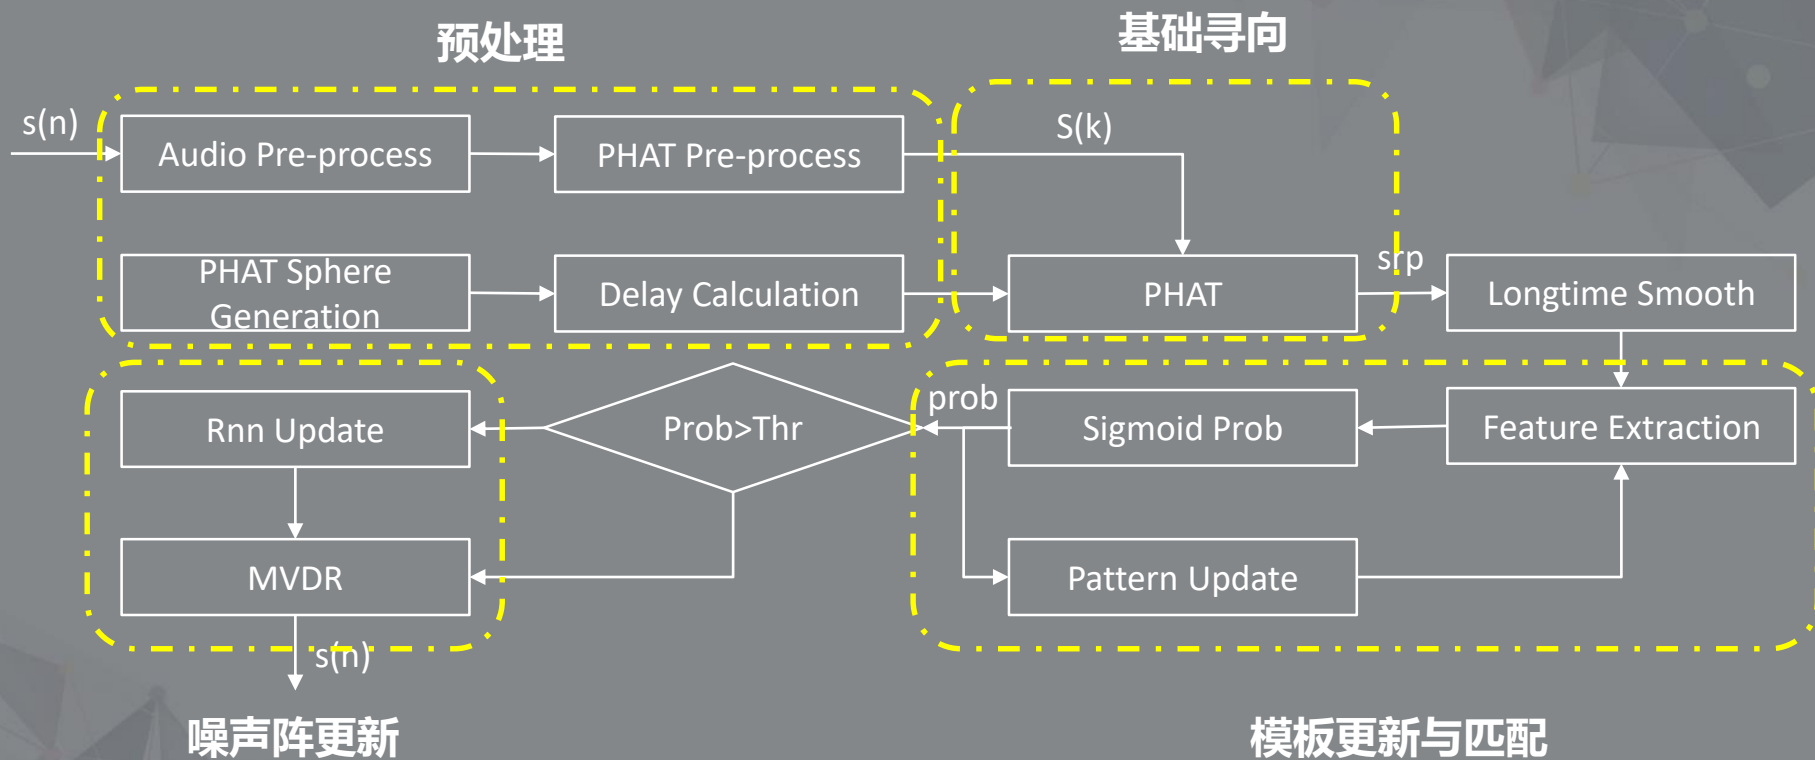 预处理
基础寻向
s(n)
Audio Pre-process
PHAT Pre-process
S(k)
PHAT Sphere
Generation
Delay Calculation
PHAT
srp
Longtime Smooth
Rnn Update
Prob>Thr
prob
Sigmoid Prob
Feature Extraction
MVDR
Pattern Update
s(n)
噪声阵更新
模板更新与匹配